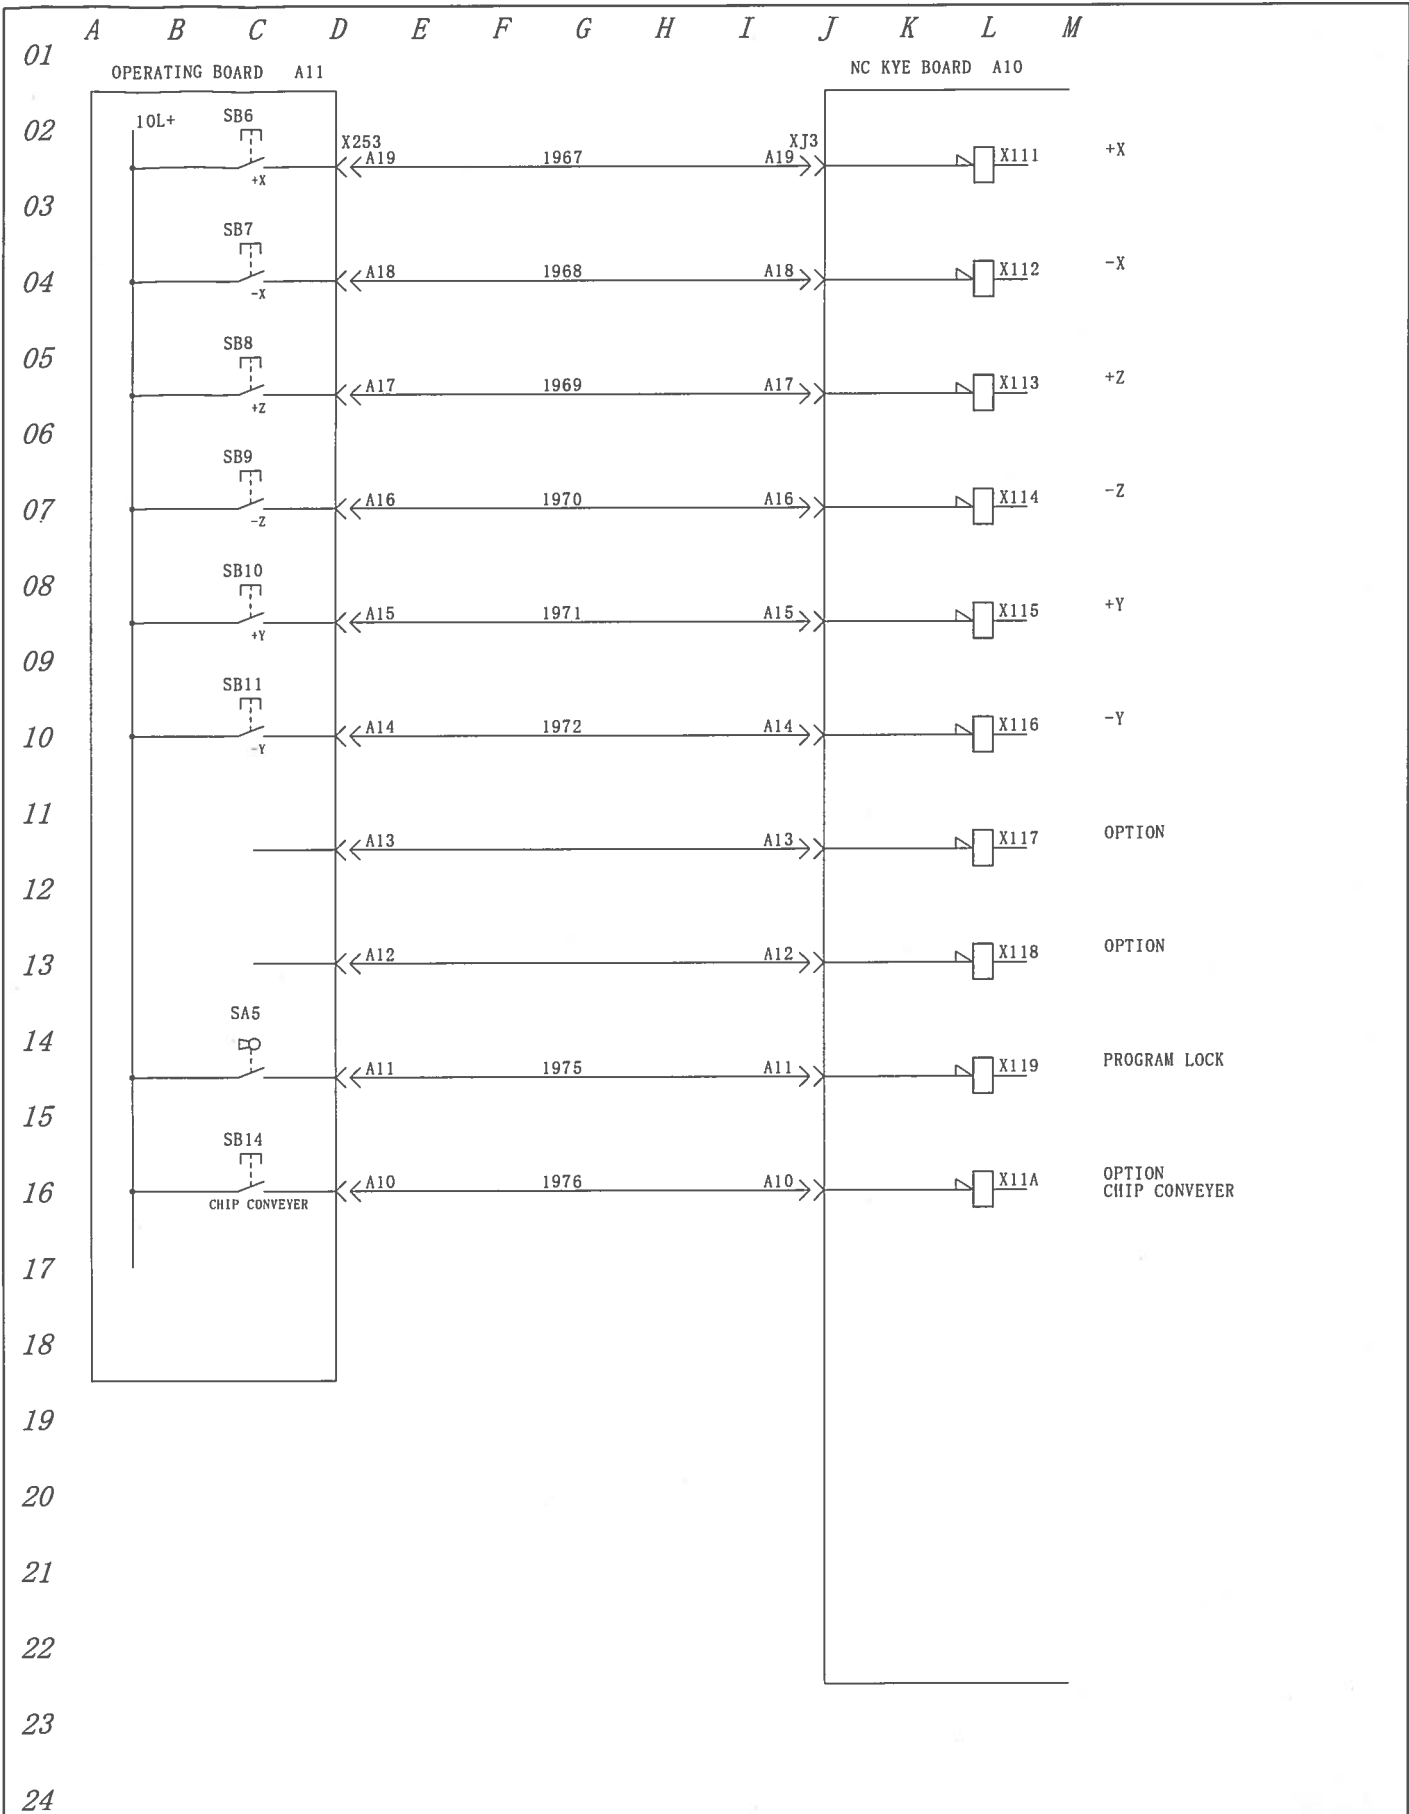 A B C D E F G H I J K L M
01
OPERATING BOARD A11 NC KYE BOARD A10
02 10L+ SB6
X253 A19 1967 XJ3 A19 X111 +X
+X
03
SB7
04 A18 1968 A18 X112 -X
-X
05 SB8
A17 1969 A17 X113 +Z
+Z
06
SB9
07 A16 1970 A16 X114 -Z
-Z
08 SB10
A15 1971 A15 X115 +Y
+Y
09
SB11
10 A14 1972 A14 X116 -Y
-Y
11
A13 A13 X117 OPTION
12
13 A12 A12 X118 OPTION
SA5
14
A11 1975 A11 X119 PROGRAM LOCK
15
SB14
16 A10 1976 A10 X11A OPTION
CHIP CONVEYER CHIP CONVEYER
17
18
19
20
21
22
23
24